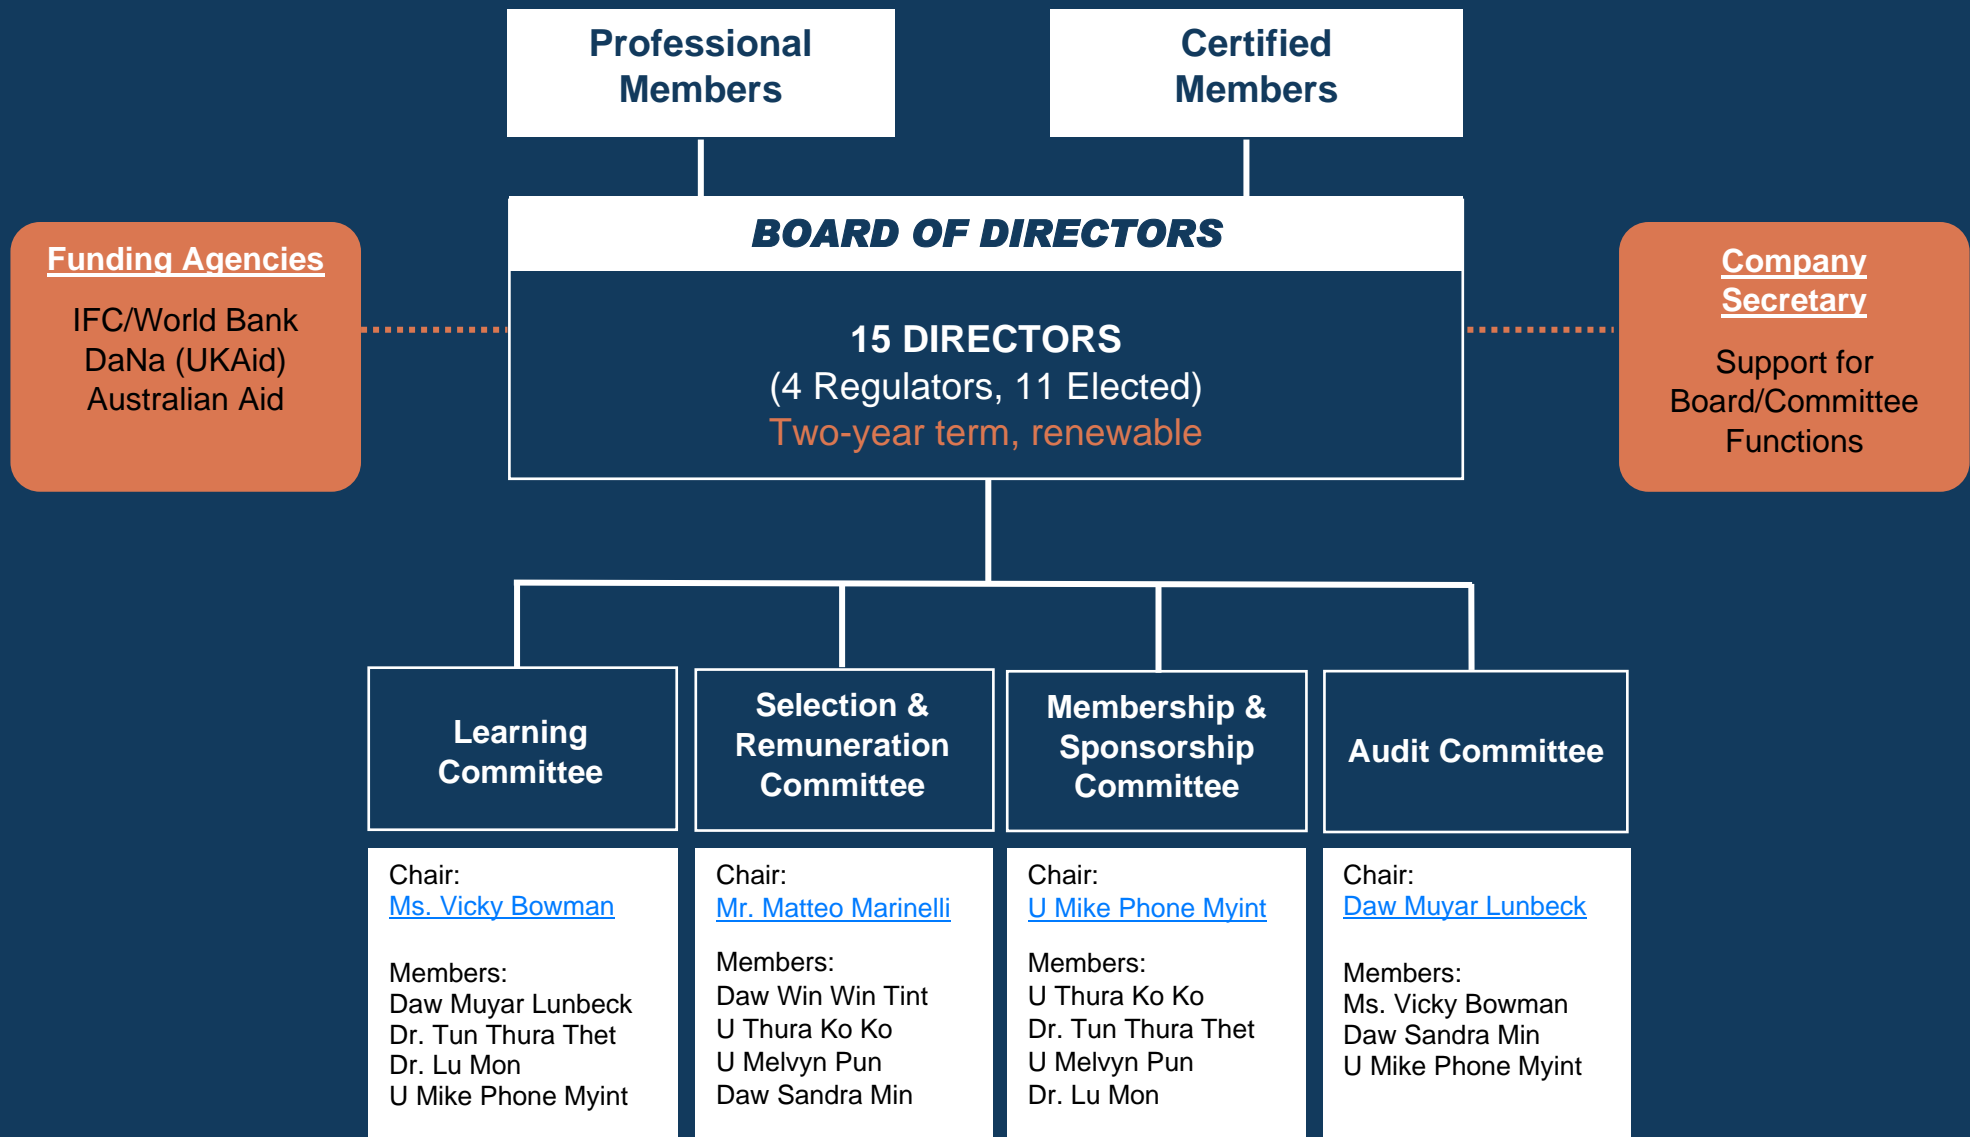 Professional
Members
Certified
Members
BOARD OF DIRECTORS
15 DIRECTORS
(4 Regulators, 11 Elected)
Two-year term, renewable
Funding Agencies
IFC/World Bank
DaNa (UKAid)
Australian Aid
Company
Secretary
Support for
Board/Committee
Functions
Learning
Committee
Selection &
Remuneration
Committee
Membership &
Sponsorship
Committee
Audit Committee
Chair:
Ms. Vicky Bowman
Members:
Daw Muyar Lunbeck
Dr. Tun Thura Thet
Dr. Lu Mon
U Mike Phone Myint
Chair:
Mr. Matteo Marinelli
Members:
Daw Win Win Tint
U Thura Ko Ko
U Melvyn Pun
Daw Sandra Min
Chair:
U Mike Phone Myint
Members:
U Thura Ko Ko
Dr. Tun Thura Thet
U Melvyn Pun
Dr. Lu Mon
Chair:
Daw Muyar Lunbeck
Members:
Ms. Vicky Bowman
Daw Sandra Min
U Mike Phone Myint